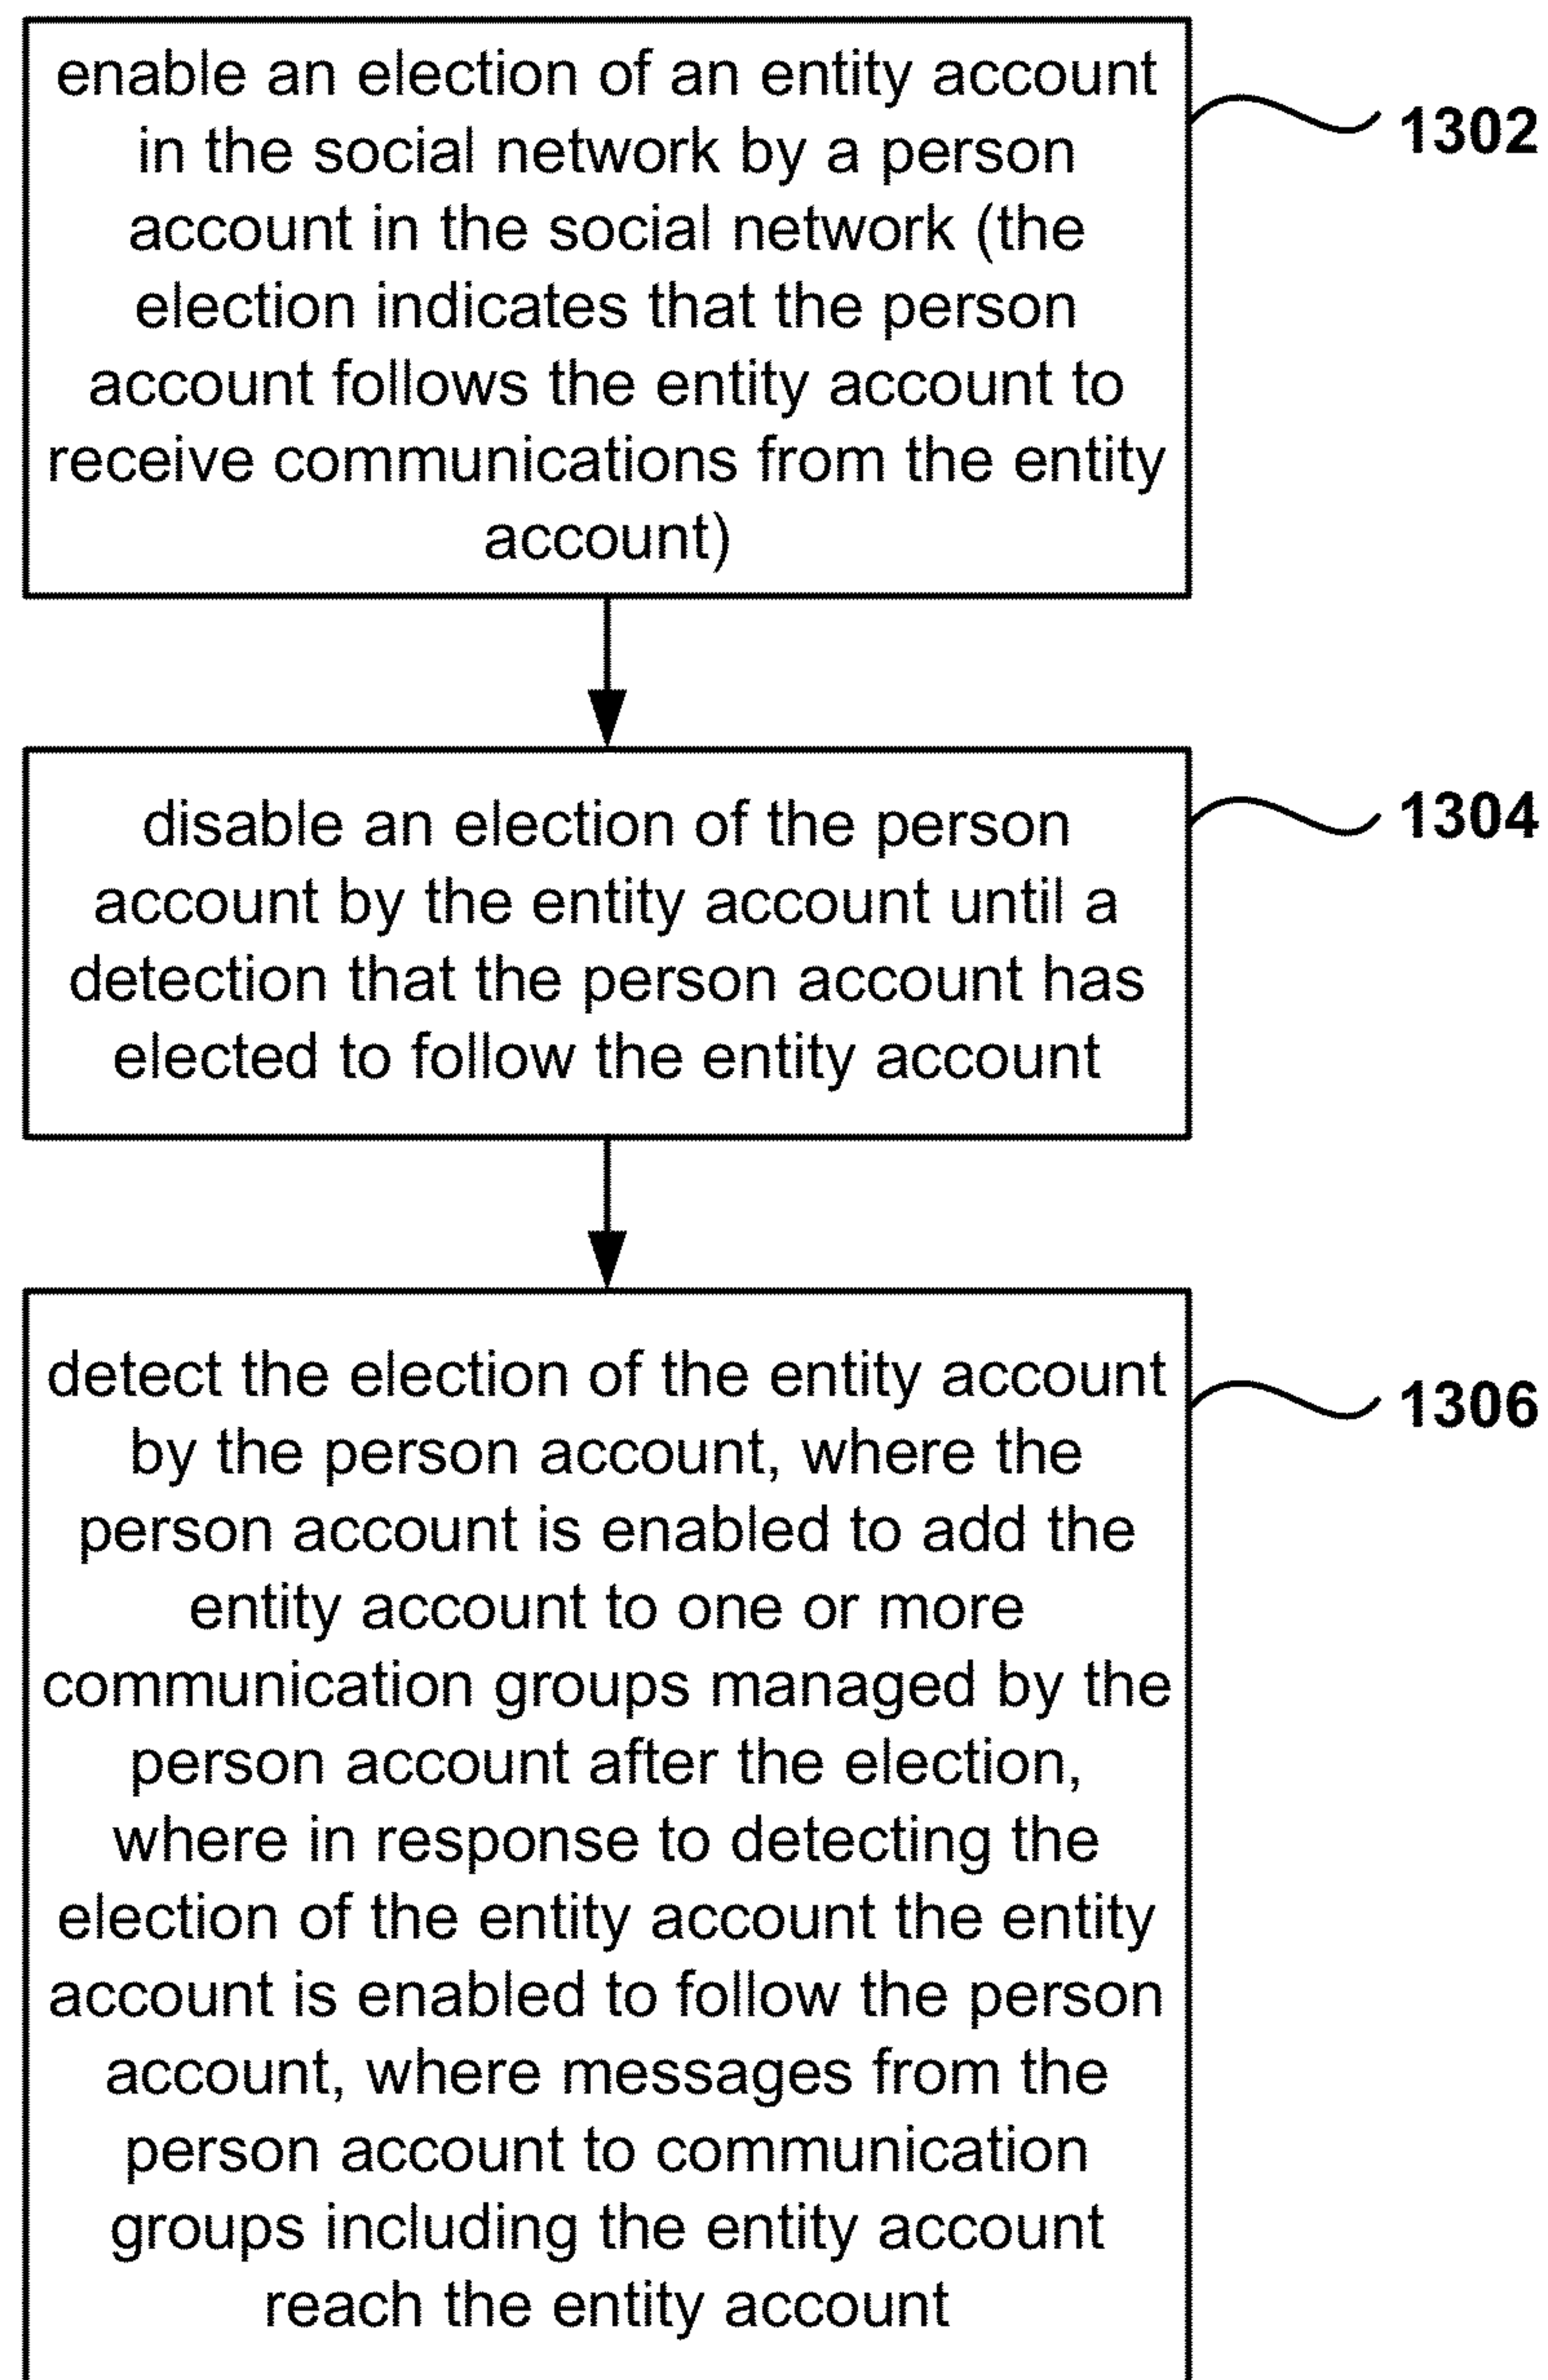 enable an election of an entity account
in the social network by a person
account in the social network (the
election indicates that the person
account follows the entity account to
receive communications from the entity
account)
1302
disable an election of the person
account by the entity account until a
detection that the person account has
elected to follow the entity account
1304
detect the election of the entity account
by the person account, where the
person account is enabled to add the
entity account to one or more
communication groups managed by the
person account after the election,
where in response to detecting the
election of the entity account the entity
account is enabled to follow the person
account, where messages from the
person account to communication
groups including the entity account
reach the entity account
1306